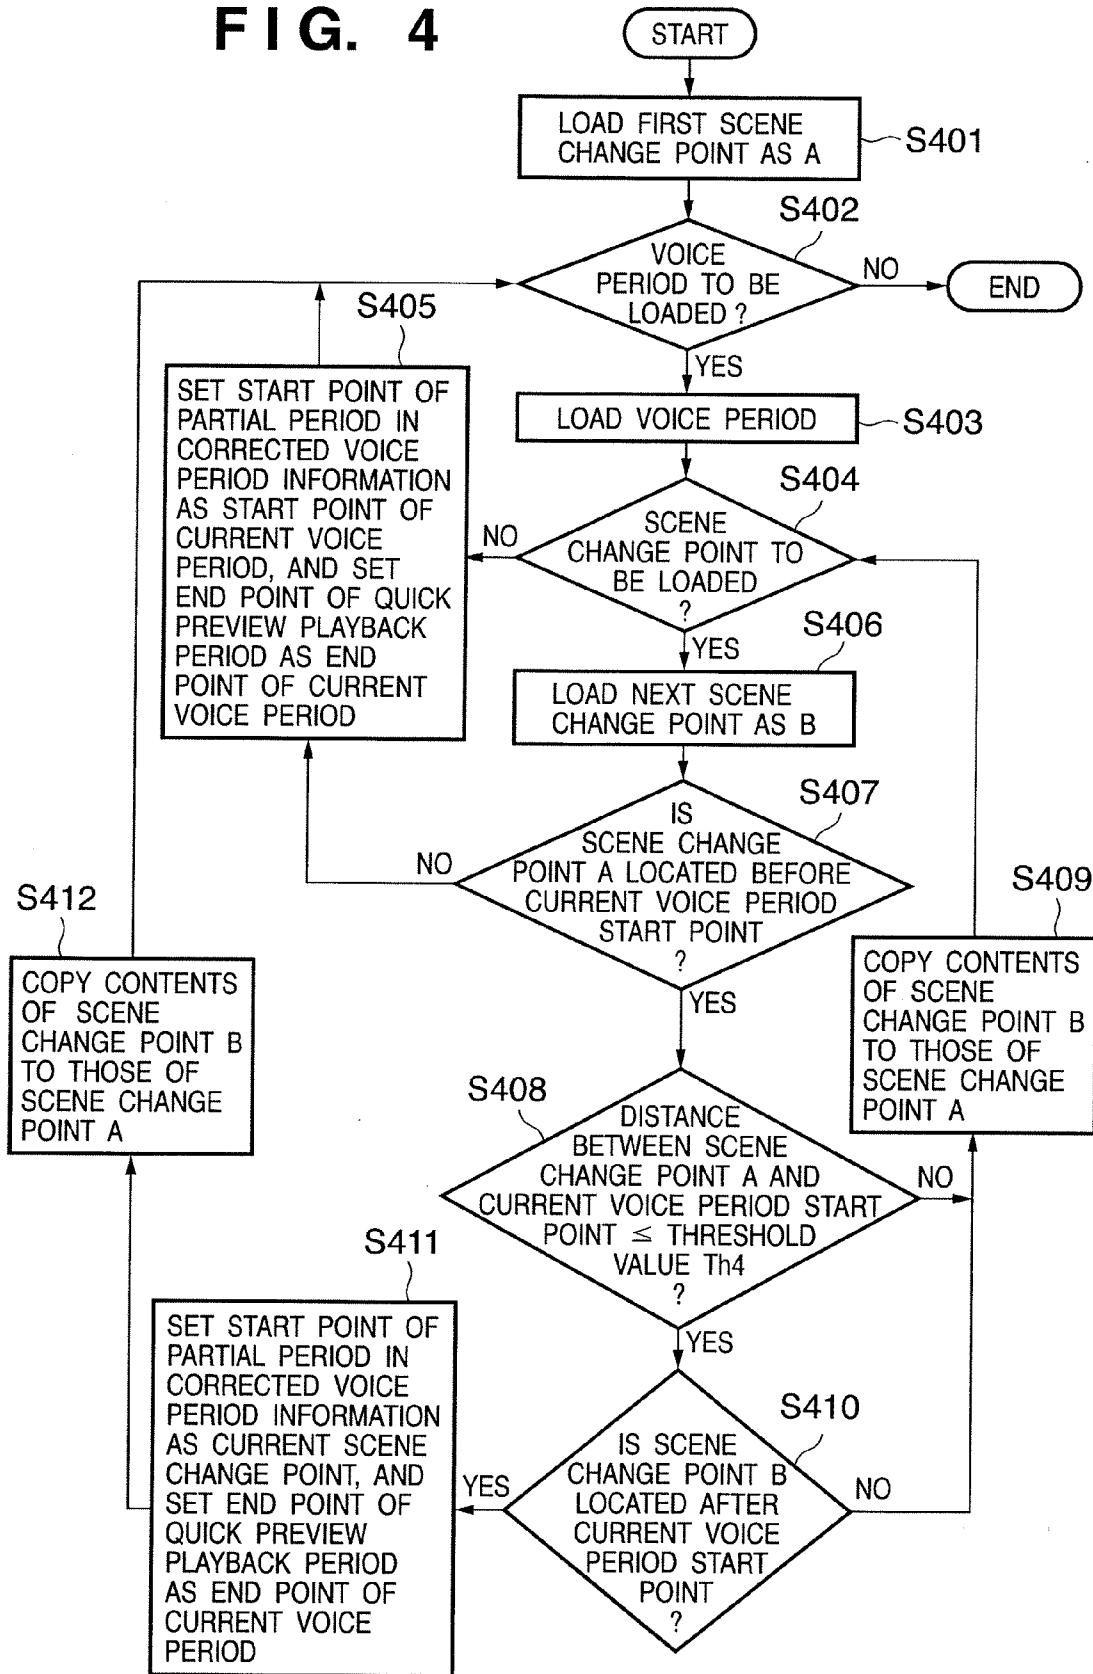 FIG. 4
START
LOAD FIRST SCENE
CHANGE POINT AS A
S401
S402
VOICE
PERIOD TO BE
LOADED ?
NO
END
YES
S405
SET START POINT OF
PARTIAL PERIOD IN
CORRECTED VOICE
PERIOD INFORMATION
AS START POINT OF
CURRENT VOICE
PERIOD, AND SET
END POINT OF QUICK
PREVIEW PLAYBACK
PERIOD AS END
POINT OF CURRENT
VOICE PERIOD
LOAD VOICE PERIOD
S403
S404
SCENE
CHANGE POINT TO
BE LOADED
?
NO
YES
S406
LOAD NEXT SCENE
CHANGE POINT AS B
S407
IS
SCENE CHANGE
POINT A LOCATED BEFORE
CURRENT VOICE PERIOD
START POINT
?
NO
YES
S412
COPY CONTENTS
OF SCENE
CHANGE POINT B
TO THOSE OF
SCENE CHANGE
POINT A
S409
COPY CONTENTS
OF SCENE
CHANGE POINT B
TO THOSE OF
SCENE CHANGE
POINT A
S408
DISTANCE
BETWEEN SCENE
CHANGE POINT A AND
CURRENT VOICE PERIOD START
POINT ≦ THRESHOLD
VALUE Th4
?
NO
YES
S411
SET START POINT OF
PARTIAL PERIOD IN
CORRECTED VOICE
PERIOD INFORMATION
AS CURRENT SCENE
CHANGE POINT, AND
SET END POINT OF
QUICK PREVIEW
PLAYBACK PERIOD
AS END POINT OF
CURRENT VOICE
PERIOD
S410
IS SCENE
CHANGE POINT B
LOCATED AFTER
CURRENT VOICE
PERIOD START
POINT
?
YES
NO